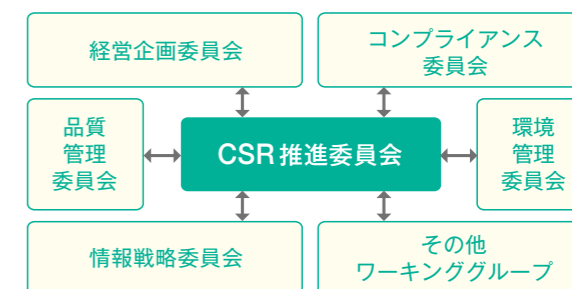 経営企画委員会
コンプライアンス
委員会
品質
管理
委員会
CSR推進委員会
環境
管理
委員会
情報戦略委員会
その他
ワーキンググループ